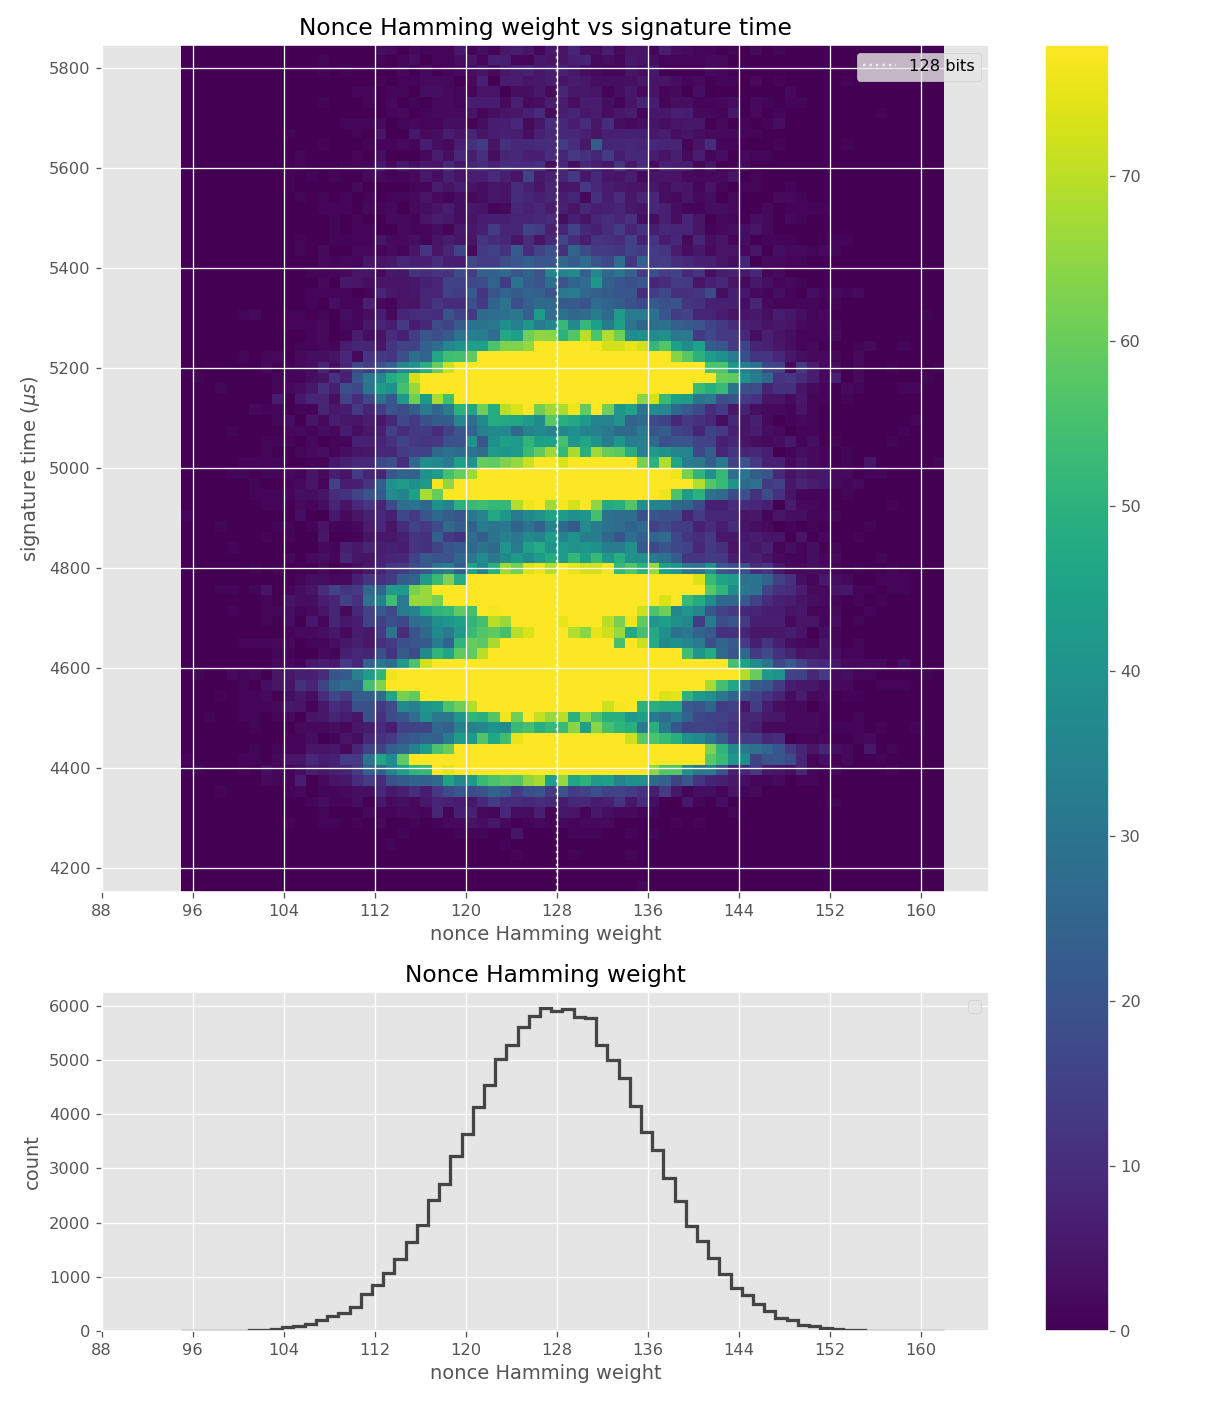 Nonce Hamming weight vs signature time
128 bits
signature time (μs)
5800
5600
5400
5200
5000
4800
4600
4400
4200
88 96 104 112 120 128 136 144 152 160
nonce Hamming weight
70
60
50
40
30
20
10
0
Nonce Hamming weight
count
6000
5000
4000
3000
2000
1000
0
88 96 104 112 120 128 136 144 152 160
nonce Hamming weight